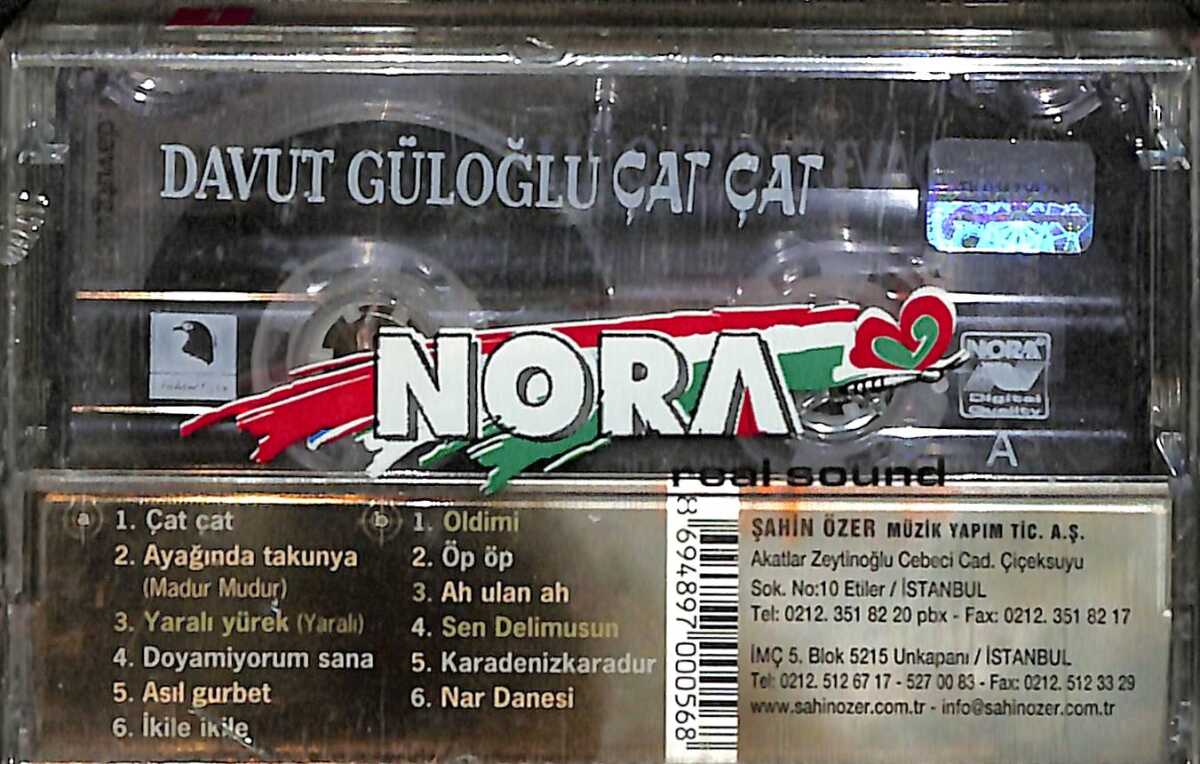 DAVUT GÜLOĞLU ÇAT ÇAT
NORA
real sound
NORA
Digital
Quality
A
a
1. Çat cat
2. Ayağında takunya
(Madur Mudur)
3. Yaralı yürek (Yaralı)
4. Doyamiyorum sana
5. Asıl gurbet
6. İkile ikile
b
1. Oldimi
2. Öp öp
3. Ah ulan ah
4. Sen Delimusun
5. Karadenizkaradur
6. Nar Danesi
8 694897 000568
ŞAHİN ÖZER MÜZİK YAPIM TİC. A.Ş.
Akatlar Zeytinoğlu Cebeci Cad. Çiçeksuyu
Sok. No:10 Etiler / İSTANBUL
Tel: 0212. 351 82 20 pbx - Fax: 0212. 351 82 17
İMÇ 5. Blok 5215 Unkapanı / İSTANBUL
Tel: 0212. 512 67 17 - 527 00 83 - Fax: 0212. 512 33 29
www.sahinozer.com.tr - info@sahinozer.com.tr